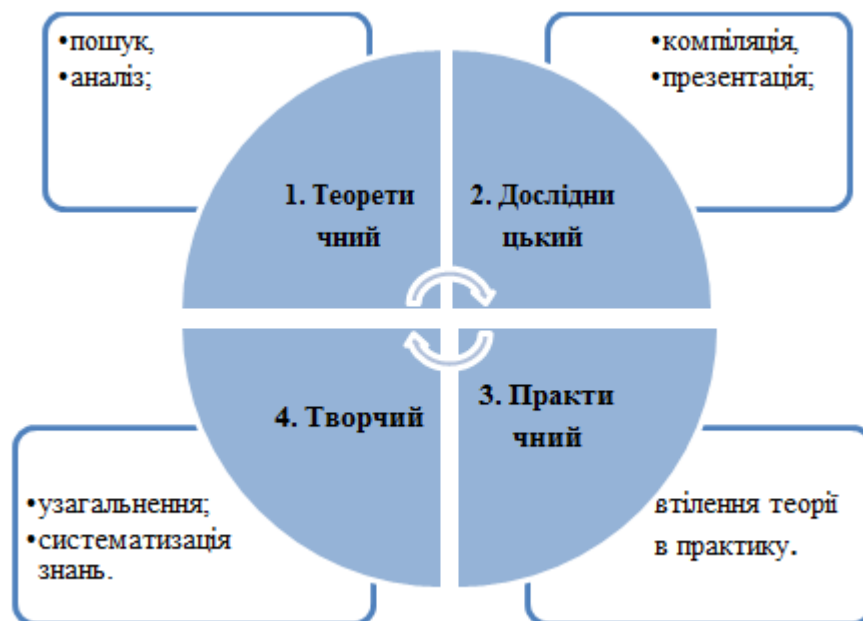 •пошук,
•аналіз;
•компіляція,
•презентація;
1. Теорети
чний
2. Дослідни
цький
3. Практи
чний
4. Творчий
•узагальнення;
•систематизація
знань.
втілення теорії
в практику.